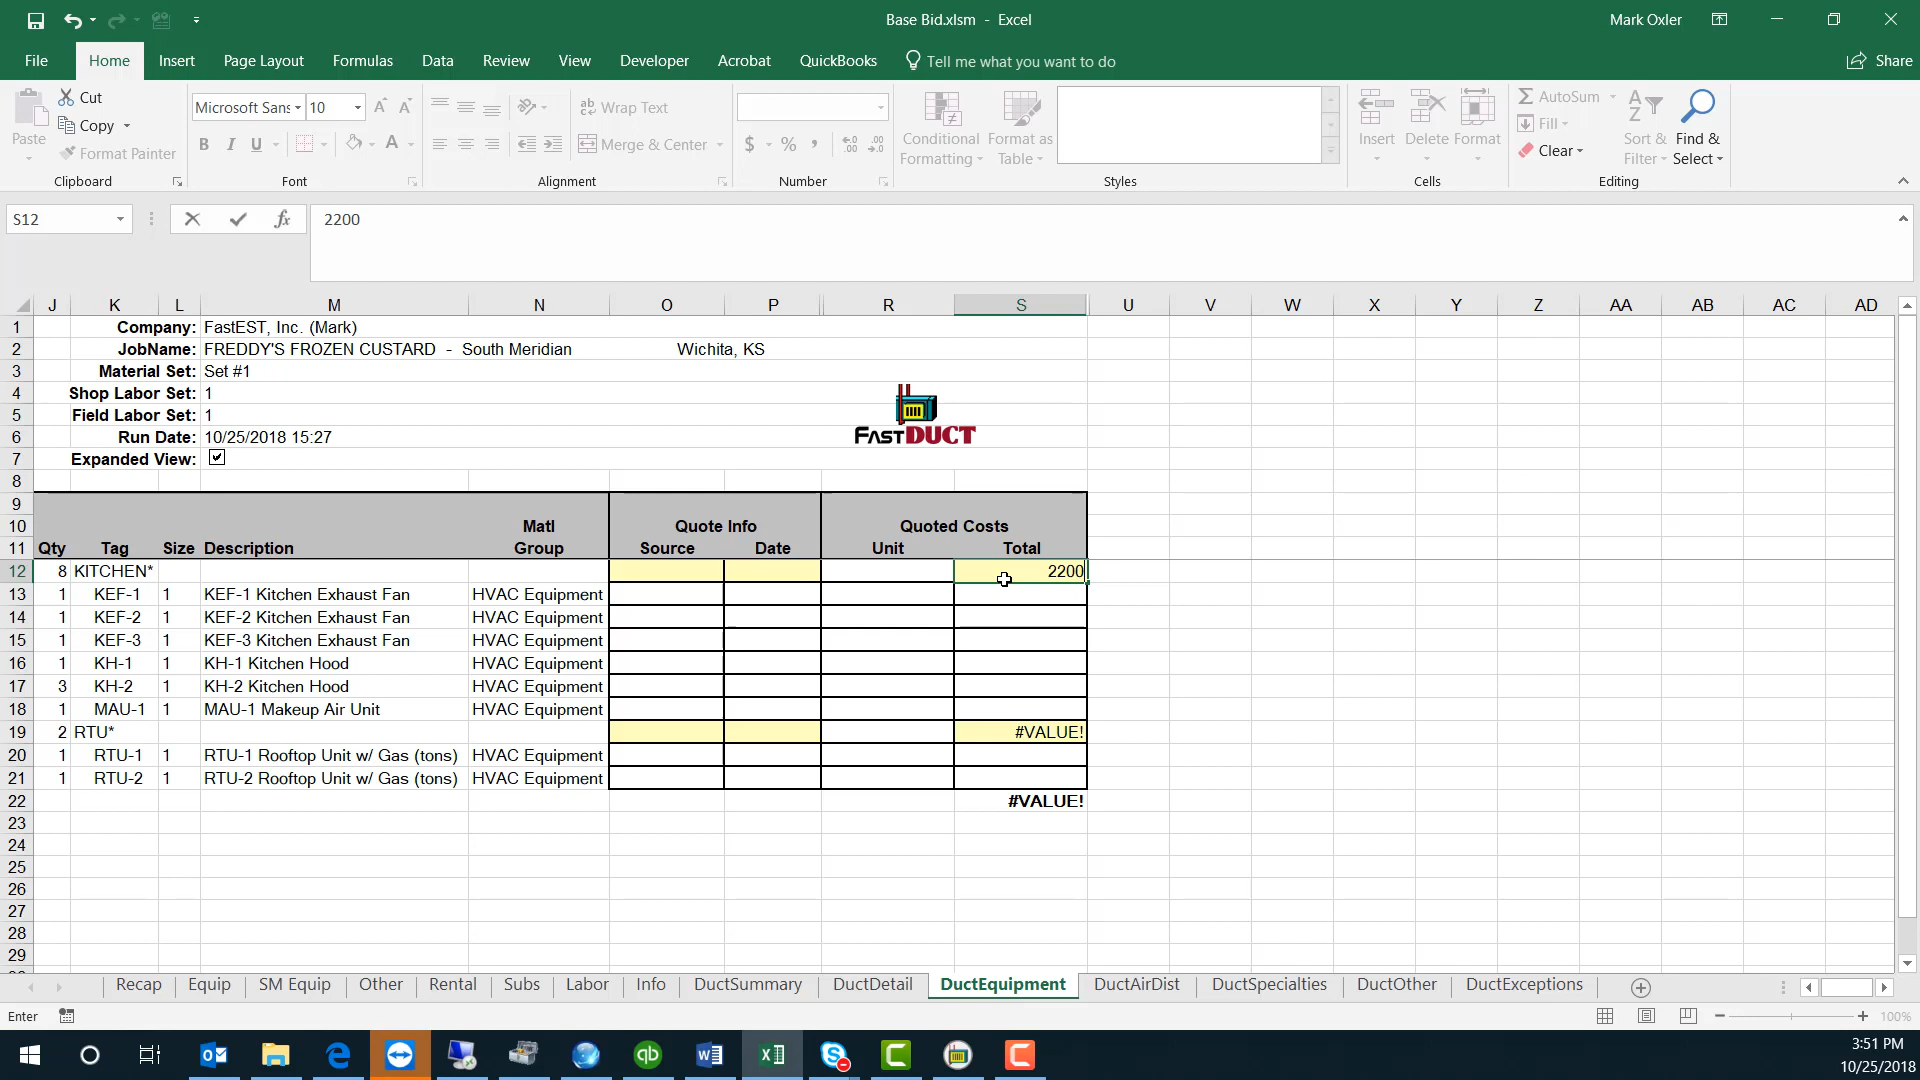 Base Bid.xlsm - Excel
Mark Oxler
File Home Insert Page Layout Formulas Data Review View Developer Acrobat QuickBooks Tell me what you want to do Share
Paste Cut Copy Format Painter Clipboard
Microsoft Sans 10 B I U A Font
Wrap Text Merge & Center Alignment
$ % , Number
Conditional Formatting Format as Table Styles
Insert Delete Format Cells
AutoSum Fill Clear Sort & Filter Find & Select Editing
S12 fx 2200
J K L M N O P R S U V W X Y Z AA AB AC AD
1 Company: FastEST, Inc. (Mark)
2 JobName: FREDDY'S FROZEN CUSTARD - South Meridian Wichita, KS
3 Material Set: Set #1
4 Shop Labor Set: 1
5 Field Labor Set: 1
FASTDUCT
6 Run Date: 10/25/2018 15:27
7 Expanded View:
8
9
10 Matl Quote Info Quoted Costs
11 Qty Tag Size Description Group Source Date Unit Total
12 8 KITCHEN* 2200
13 1 KEF-1 1 KEF-1 Kitchen Exhaust Fan HVAC Equipment
14 1 KEF-2 1 KEF-2 Kitchen Exhaust Fan HVAC Equipment
15 1 KEF-3 1 KEF-3 Kitchen Exhaust Fan HVAC Equipment
16 1 KH-1 1 KH-1 Kitchen Hood HVAC Equipment
17 3 KH-2 1 KH-2 Kitchen Hood HVAC Equipment
18 1 MAU-1 1 MAU-1 Makeup Air Unit HVAC Equipment
19 2 RTU* #VALUE!
20 1 RTU-1 1 RTU-1 Rooftop Unit w/ Gas (tons) HVAC Equipment
21 1 RTU-2 1 RTU-2 Rooftop Unit w/ Gas (tons) HVAC Equipment
22 #VALUE!
23
24
25
26
27
28
29
Recap Equip SM Equip Other Rental Subs Labor Info DuctSummary DuctDetail DuctEquipment DuctAirDist DuctSpecialties DuctOther DuctExceptions
Enter 100%
3:51 PM
10/25/2018